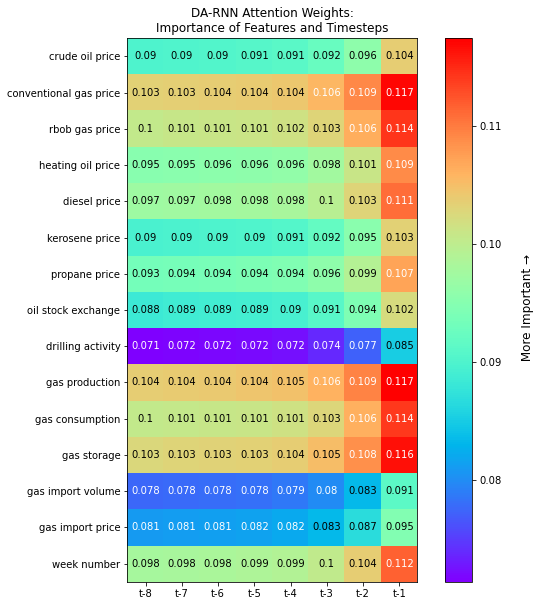 DA-RNN Attention Weights:
Importance of Features and Timesteps
crude oil price 0.09 0.09 0.09 0.091 0.091 0.092 0.096 0.104
conventional gas price 0.103 0.103 0.104 0.104 0.104 0.106 0.109 0.117
rbob gas price 0.1 0.101 0.101 0.101 0.102 0.103 0.106 0.114
heating oil price 0.095 0.095 0.096 0.096 0.096 0.098 0.101 0.109
diesel price 0.097 0.097 0.098 0.098 0.098 0.1 0.103 0.111
kerosene price 0.09 0.09 0.09 0.09 0.091 0.092 0.095 0.103
propane price 0.093 0.094 0.094 0.094 0.094 0.096 0.099 0.107
oil stock exchange 0.088 0.089 0.089 0.089 0.09 0.091 0.094 0.102
drilling activity 0.071 0.072 0.072 0.072 0.072 0.074 0.077 0.085
gas production 0.104 0.104 0.104 0.104 0.105 0.106 0.109 0.117
gas consumption 0.1 0.101 0.101 0.101 0.101 0.103 0.106 0.114
gas storage 0.103 0.103 0.103 0.103 0.104 0.105 0.108 0.116
gas import volume 0.078 0.078 0.078 0.078 0.079 0.08 0.083 0.091
gas import price 0.081 0.081 0.081 0.082 0.082 0.083 0.087 0.095
week number 0.098 0.098 0.098 0.099 0.099 0.1 0.104 0.112
t-8 t-7 t-6 t-5 t-4 t-3 t-2 t-1
0.11
0.10
0.09
0.08
More Important →